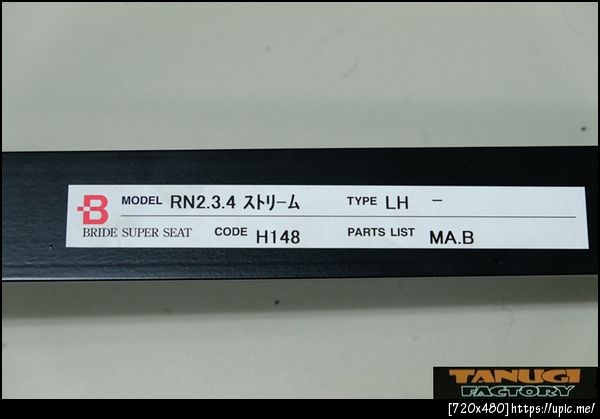 B MODEL RN2.3.4 ストリーム TYPE LH -
BRIDE SUPER SEAT CODE H148 PARTS LIST MA.B
TANUGI
FACTORY
[720x480]https://upic.me/